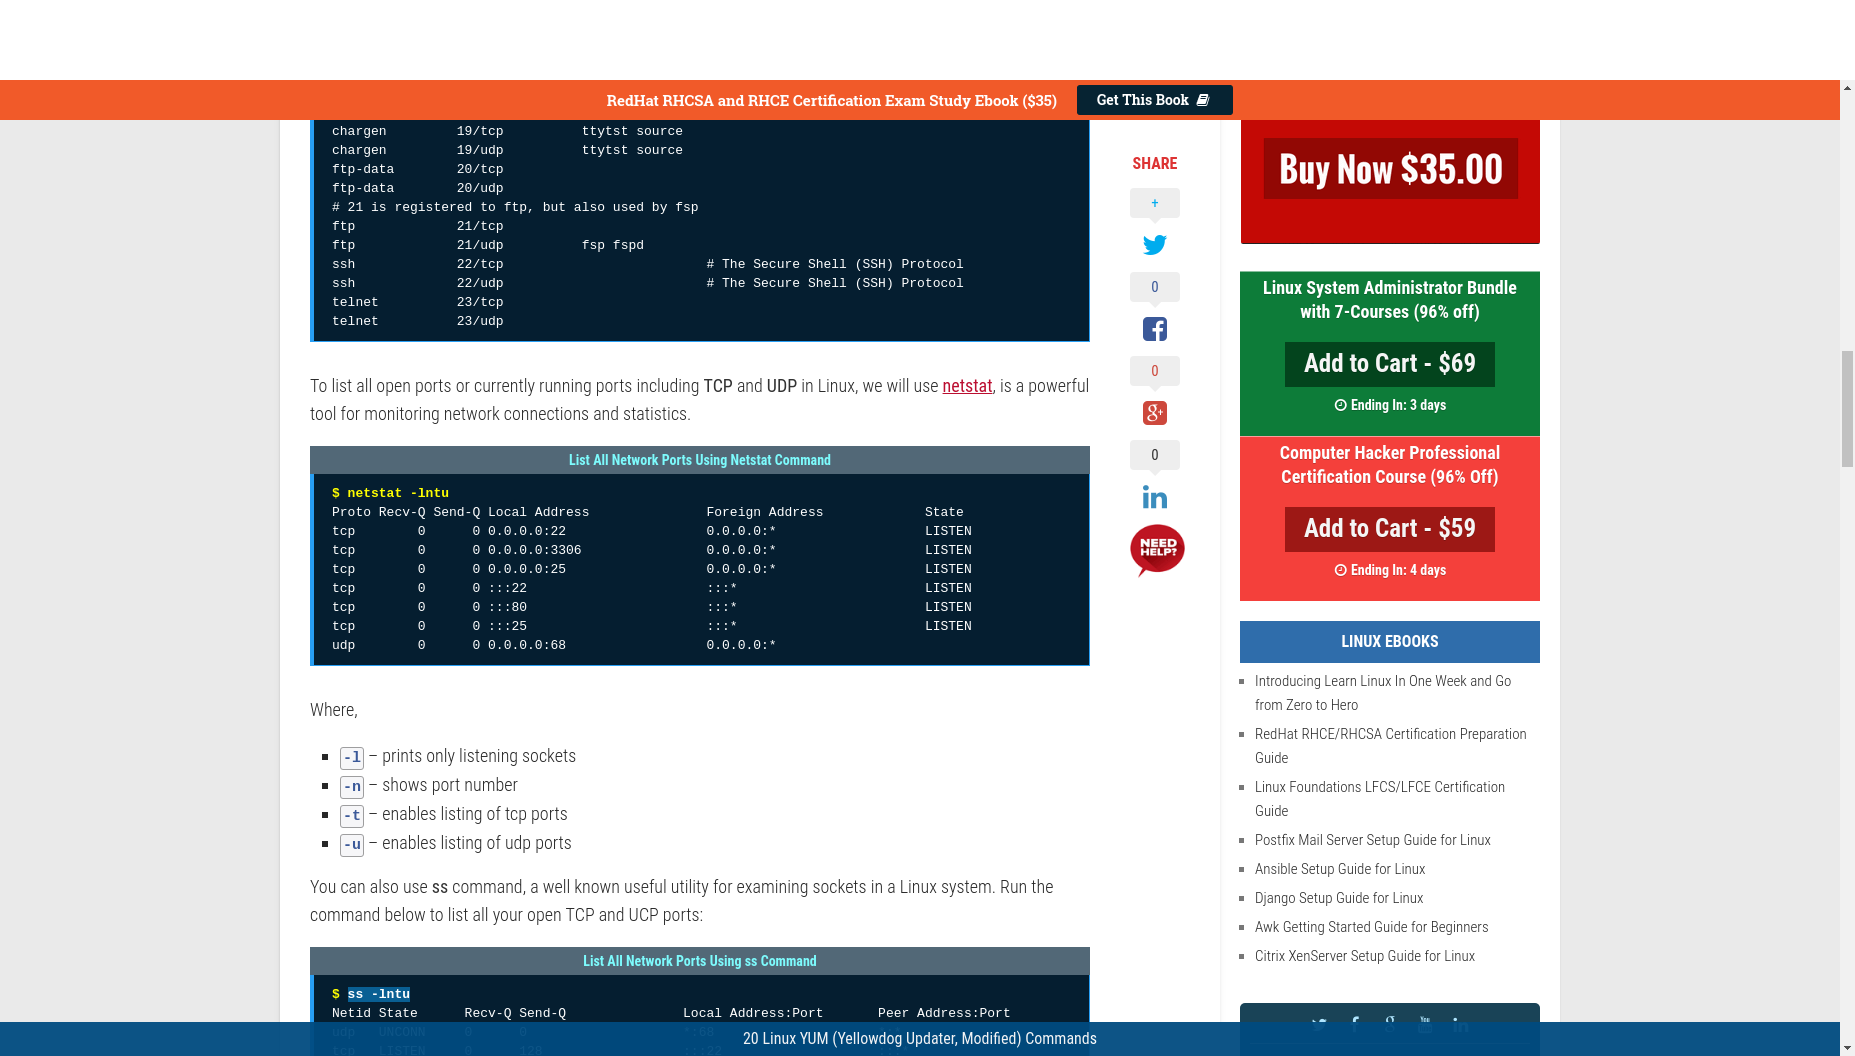 RedHat RHCSA and RHCE Certification Exam Study Ebook ($35) Get This Book
chargen 19/tcp ttytst source
chargen 19/udp ttytst source
ftp-data 20/tcp
ftp-data 20/udp
# 21 is registered to ftp, but also used by fsp
ftp 21/tcp
ftp 21/udp fsp fspd
ssh 22/tcp # The Secure Shell (SSH) Protocol
ssh 22/udp # The Secure Shell (SSH) Protocol
telnet 23/tcp
telnet 23/udp
To list all open ports or currently running ports including TCP and UDP in Linux, we will use netstat, is a powerful
tool for monitoring network connections and statistics.
List All Network Ports Using Netstat Command
$ netstat -lntu
Proto Recv-Q Send-Q Local Address Foreign Address State
tcp 0 0 0.0.0.0:22 0.0.0.0:* LISTEN
tcp 0 0 0.0.0.0:3306 0.0.0.0:* LISTEN
tcp 0 0 0.0.0.0:25 0.0.0.0:* LISTEN
tcp 0 0 :::22 :::* LISTEN
tcp 0 0 :::80 :::* LISTEN
tcp 0 0 :::25 :::* LISTEN
udp 0 0 0.0.0.0:68 0.0.0.0:*
Where,
-l – prints only listening sockets
-n – shows port number
-t – enables listing of tcp ports
-u – enables listing of udp ports
You can also use ss command, a well known useful utility for examining sockets in a Linux system. Run the
command below to list all your open TCP and UCP ports:
List All Network Ports Using ss Command
$ ss -lntu
Netid State Recv-Q Send-Q Local Address:Port Peer Address:Port
SHARE
+
0
0
g+
0
in
NEED
HELP?
Buy Now $35.00
Linux System Administrator Bundle
with 7-Courses (96% off)
Add to Cart - $69
Ending In: 3 days
Computer Hacker Professional
Certification Course (96% Off)
Add to Cart - $59
Ending In: 4 days
LINUX EBOOKS
Introducing Learn Linux In One Week and Go
from Zero to Hero
RedHat RHCE/RHCSA Certification Preparation
Guide
Linux Foundations LFCS/LFCE Certification
Guide
Postfix Mail Server Setup Guide for Linux
Ansible Setup Guide for Linux
Django Setup Guide for Linux
Awk Getting Started Guide for Beginners
Citrix XenServer Setup Guide for Linux
20 Linux YUM (Yellowdog Updater, Modified) Commands